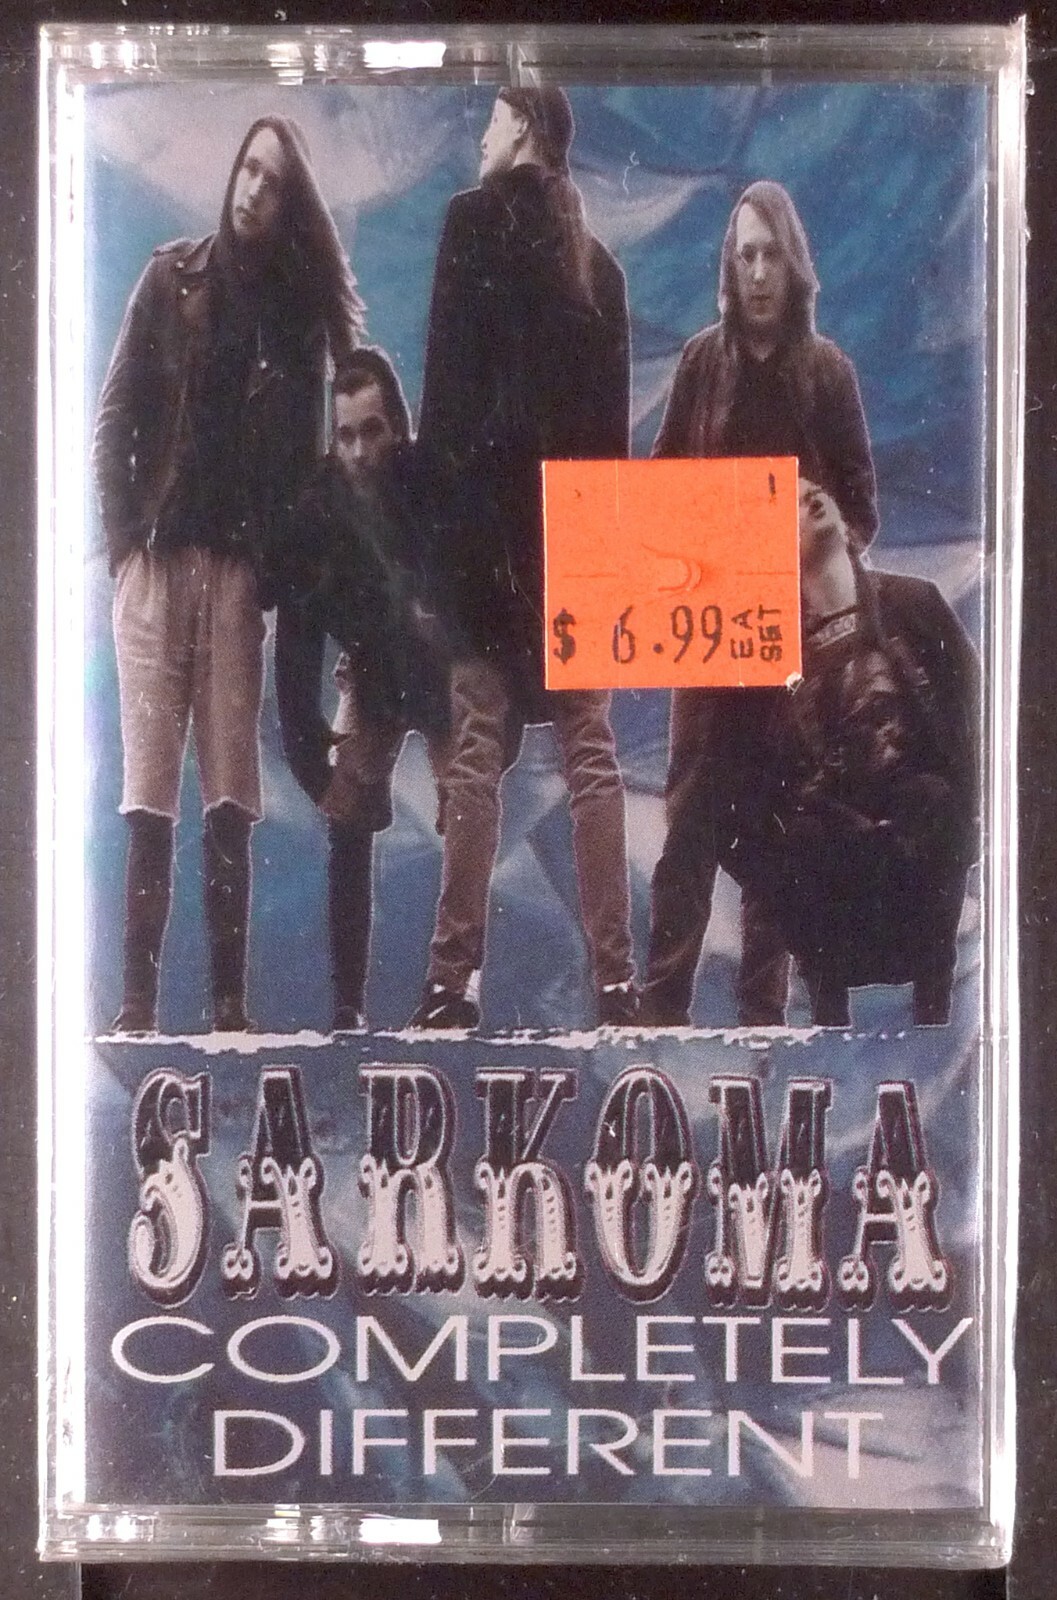 $ 6.99 EA SET
SARKOMA
COMPLETELY
DIFFERENT